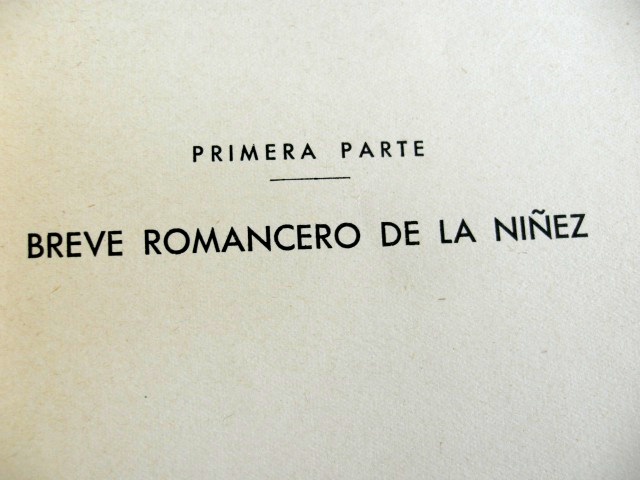 PRIMERA PARTE
BREVE ROMANCERO DE LA NIÑEZ